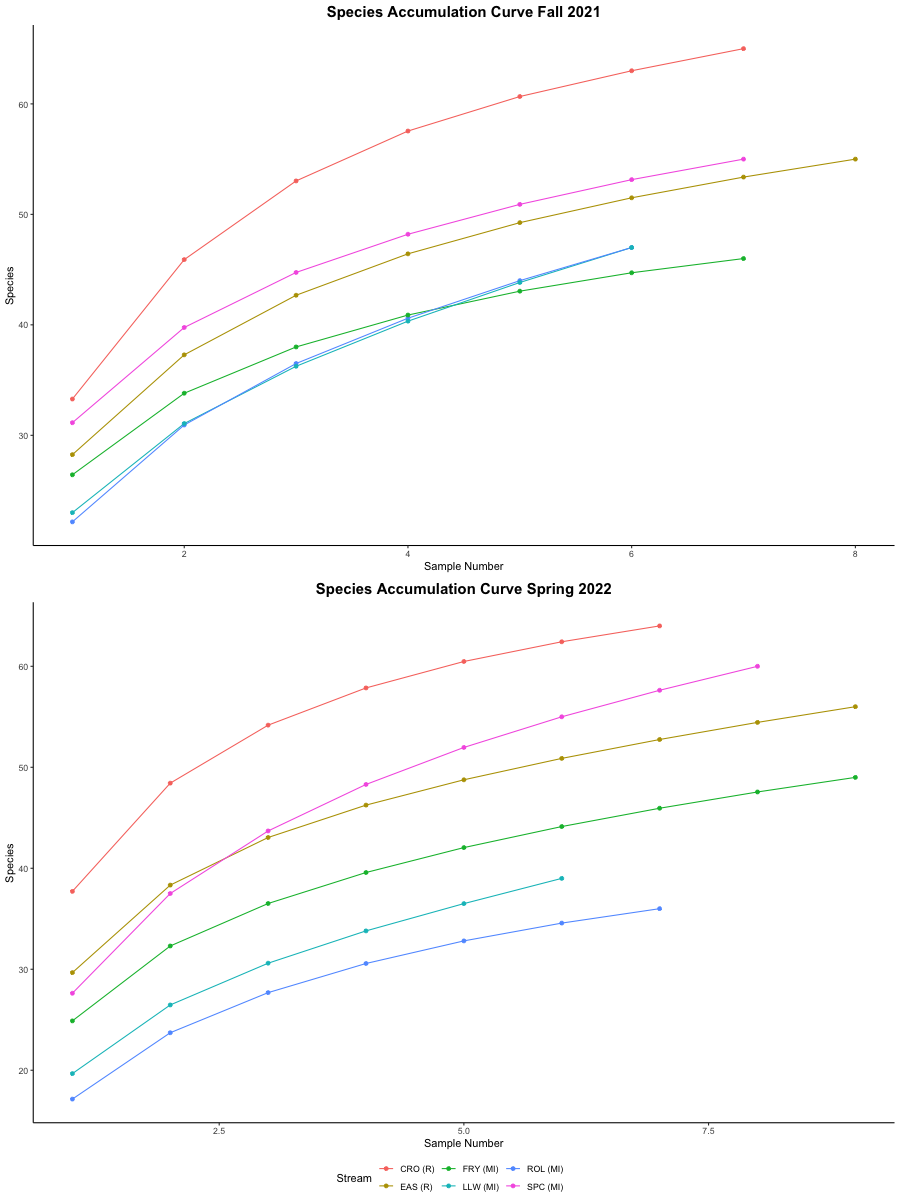 Species Accumulation Curve Fall 2021
60
50
40
30
Species
2 4 6 8
Sample Number
Species Accumulation Curve Spring 2022
60
50
40
30
20
Species
2.5 5.0 7.5
Sample Number
Stream
CRO (R) FRY (MI) ROL (MI)
EAS (R) LLW (MI) SPC (MI)